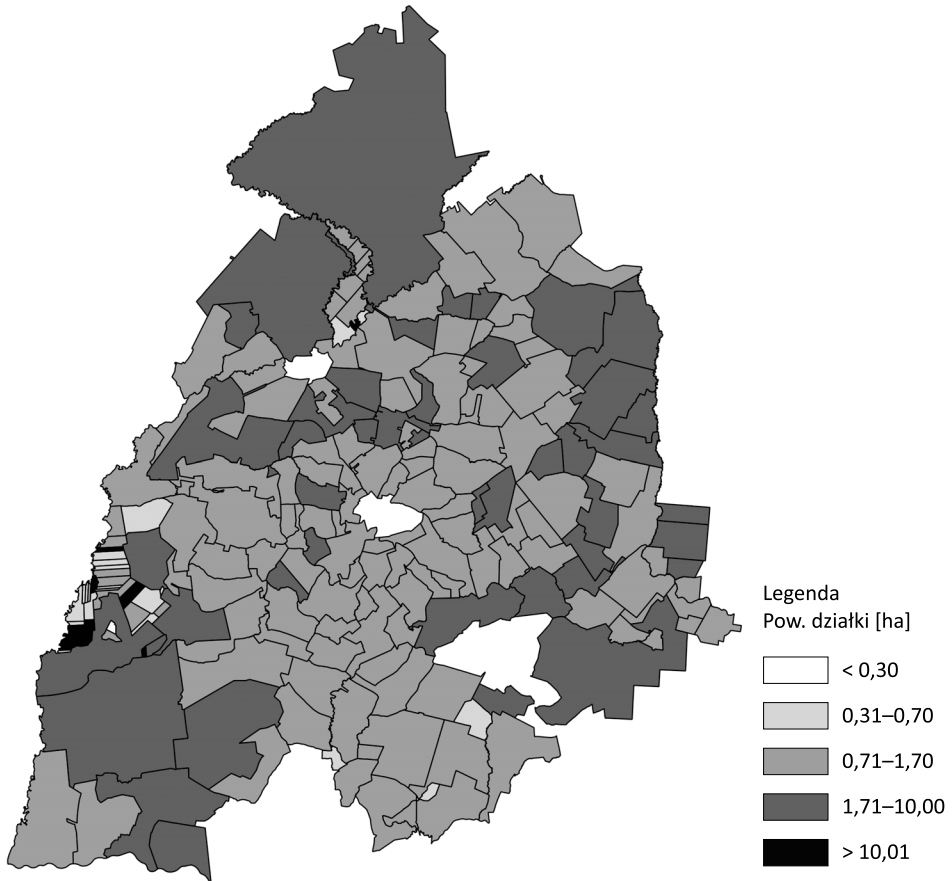 Legenda
Pow. działki [ha]
< 0,30
0,31–0,70
0,71–1,70
1,71–10,00
> 10,01